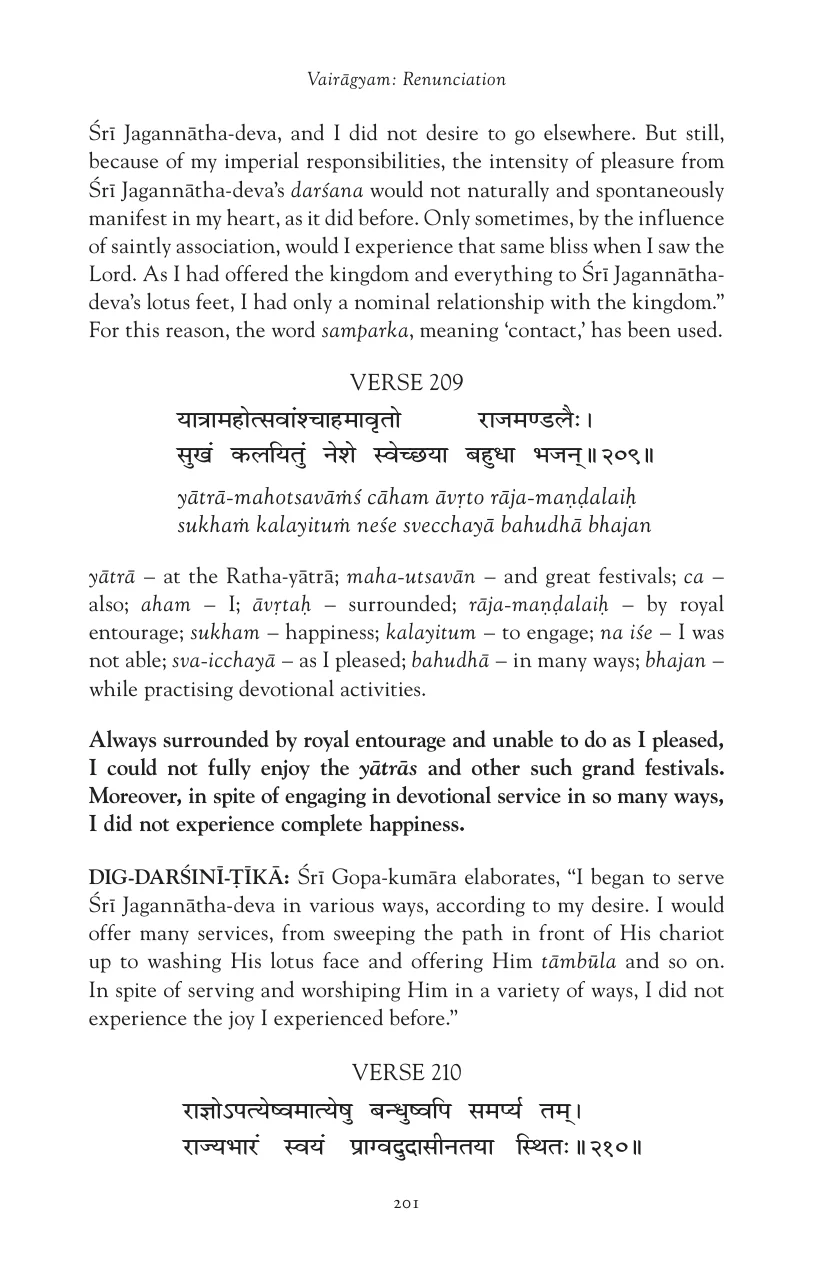 Vairāgyam: Renunciation
Śrī Jagannātha-deva, and I did not desire to go elsewhere. But still,
because of my imperial responsibilities, the intensity of pleasure from
Śrī Jagannātha-deva’s darśana would not naturally and spontaneously
manifest in my heart, as it did before. Only sometimes, by the influence
of saintly association, would I experience that same bliss when I saw the
Lord. As I had offered the kingdom and everything to Śrī Jagannātha-
deva’s lotus feet, I had only a nominal relationship with the kingdom.”
For this reason, the word samparka, meaning ‘contact,’ has been used.
VERSE 209
यात्रामहोत्सवांश्चाहमावृतो राजमण्डलैः।
सुखं कलयितुं नेशे स्वेच्छया बहुधा भजन्॥२०९॥
yātrā-mahotsavāṁś cāham āvṛto rāja-maṇḍalaiḥ
sukhaṁ kalayituṁ neśe svecchayā bahudhā bhajan
yātrā – at the Ratha-yātrā; maha-utsavān – and great festivals; ca –
also; aham – I; āvṛtaḥ – surrounded; rāja-maṇḍalaiḥ – by royal
entourage; sukham – happiness; kalayitum – to engage; na iśe – I was
not able; sva-icchayā – as I pleased; bahudhā – in many ways; bhajan –
while practising devotional activities.
Always surrounded by royal entourage and unable to do as I pleased,
I could not fully enjoy the yātrās and other such grand festivals.
Moreover, in spite of engaging in devotional service in so many ways,
I did not experience complete happiness.
DIG-DARŚINĪ-ṬĪKĀ: Śrī Gopa-kumāra elaborates, “I began to serve
Śrī Jagannātha-deva in various ways, according to my desire. I would
offer many services, from sweeping the path in front of His chariot
up to washing His lotus face and offering Him tāmbūla and so on.
In spite of serving and worshiping Him in a variety of ways, I did not
experience the joy I experienced before.”
VERSE 210
राज्ञोऽपत्येष्वमात्येषु बन्धुष्वपि समर्प्य तम्।
राज्यभारं स्वयं प्राग्वदुदासीनतया स्थितः॥२१०॥
201